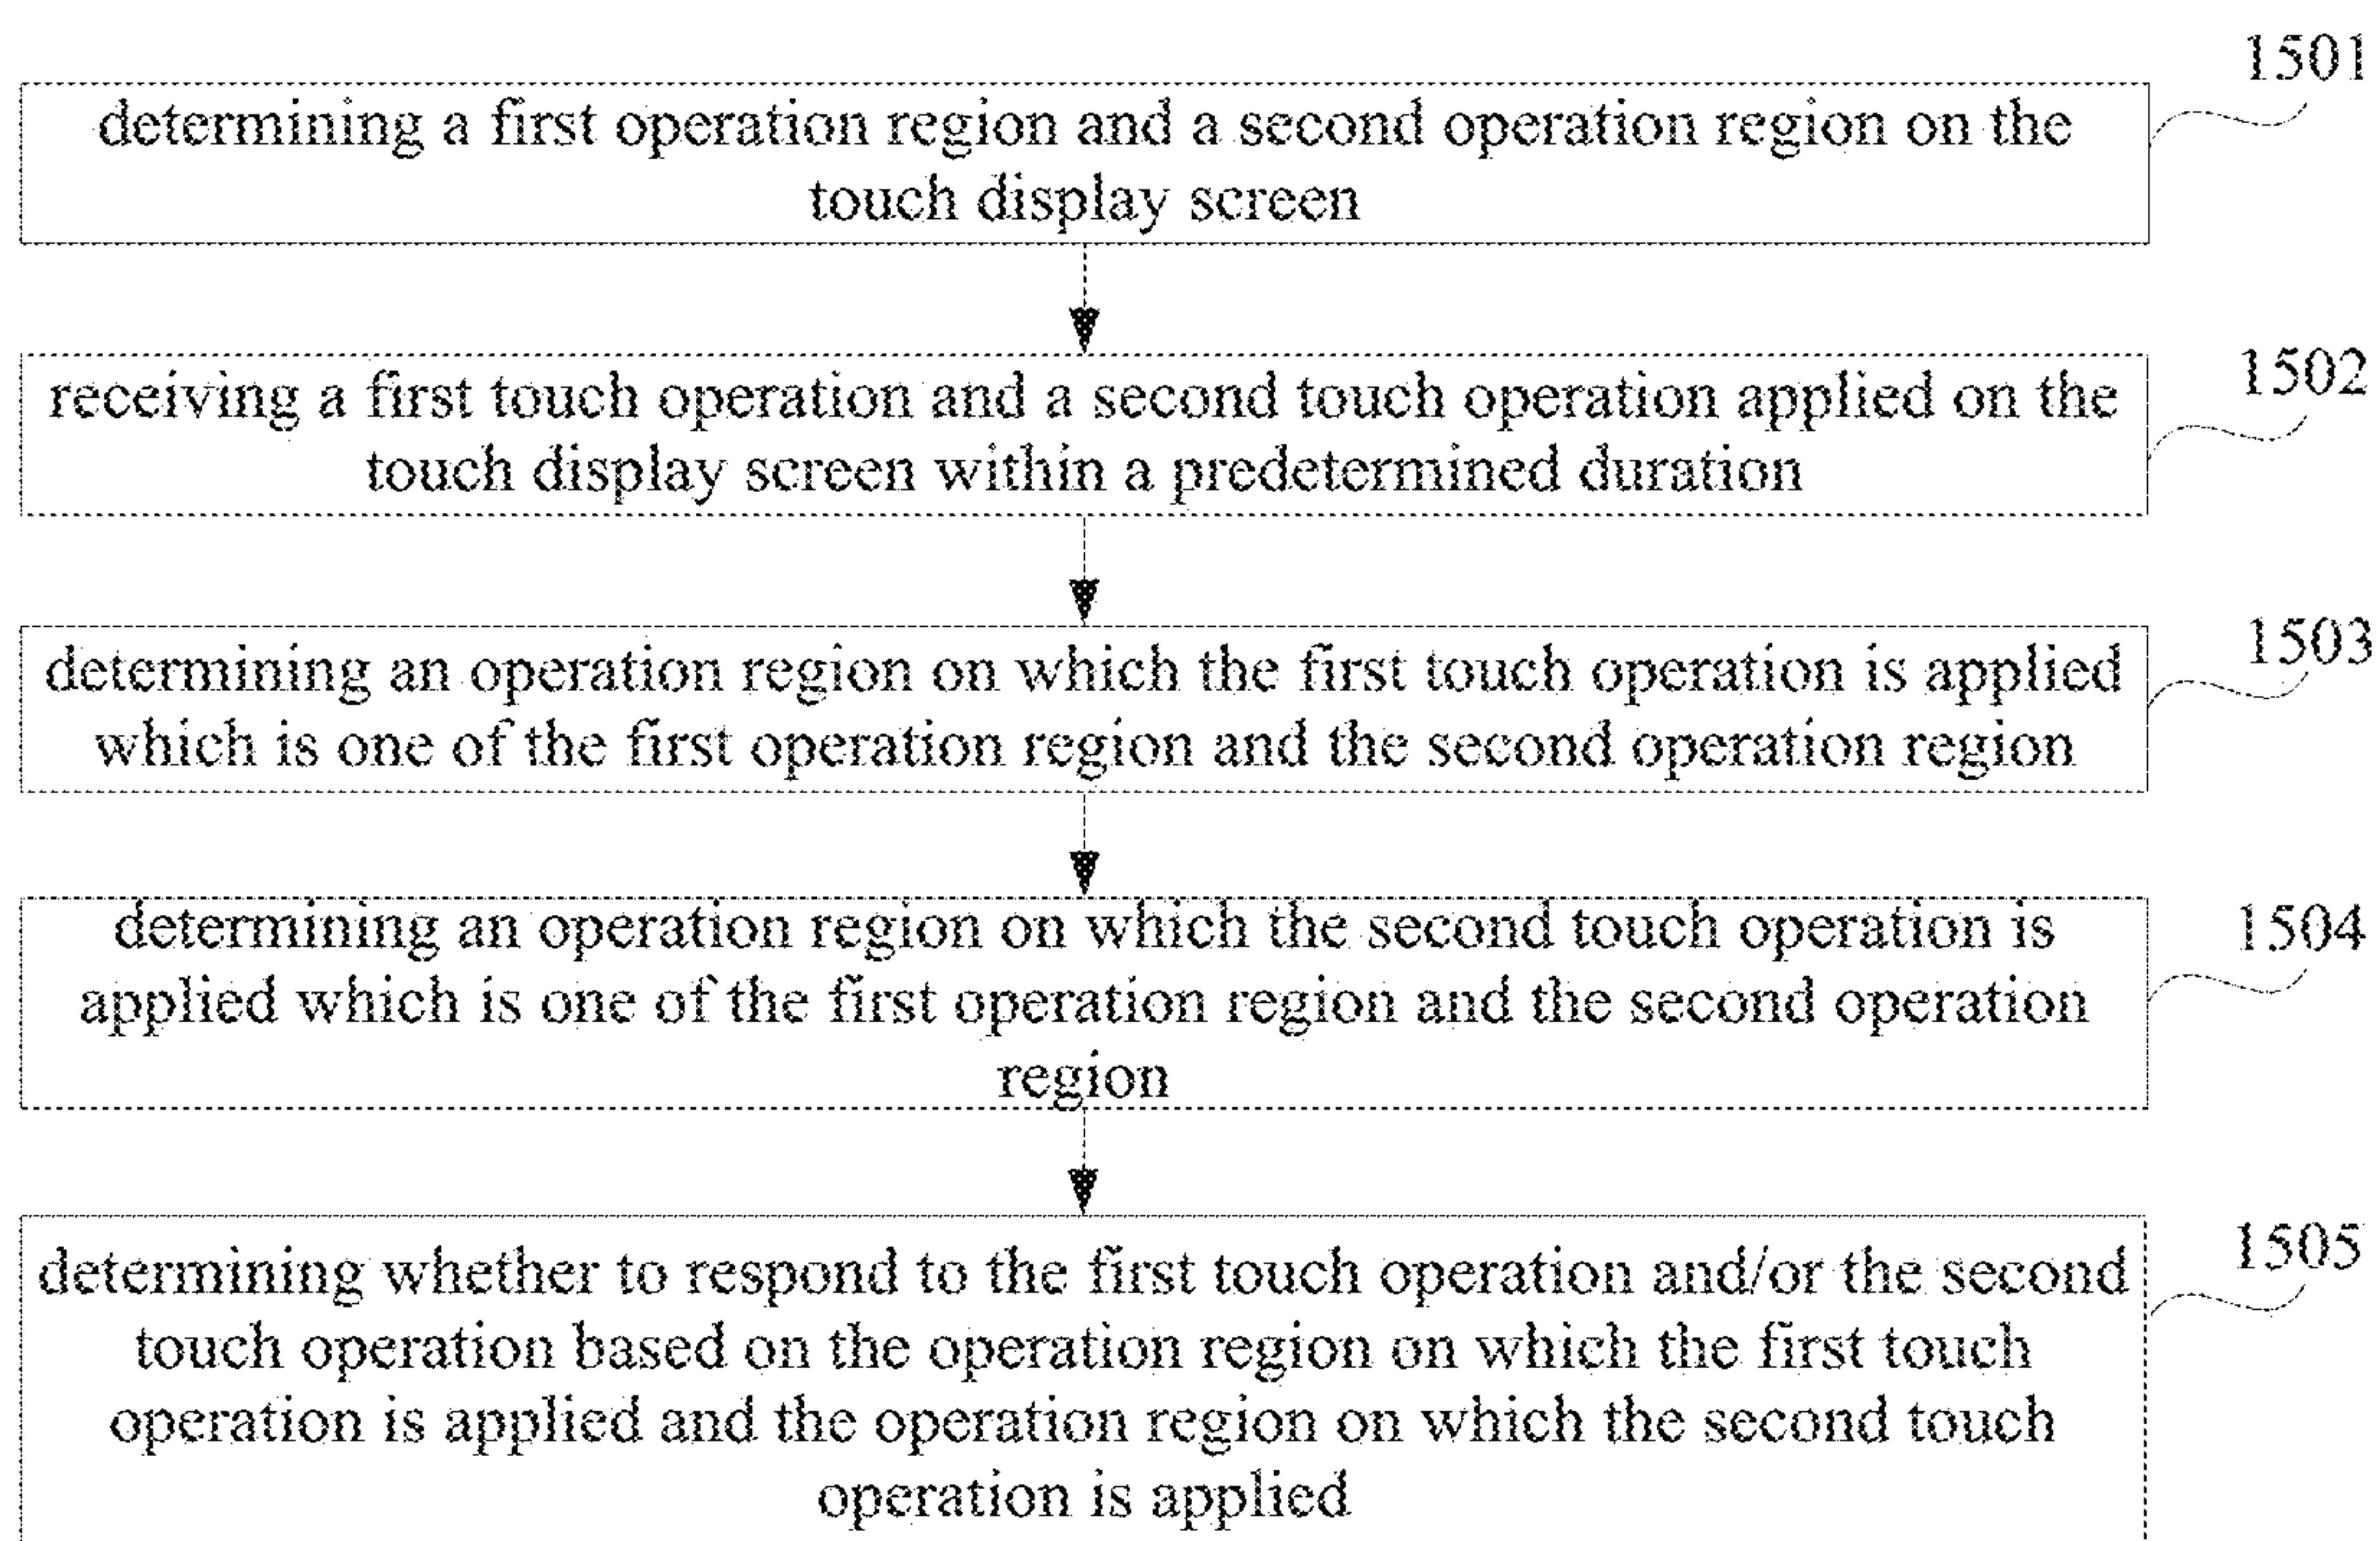 1501
determining a first operation region and a second operation region on the
touch display screen
1502
receiving a first touch operation and a second touch operation applied on the
touch display screen within a predetermined duration
1503
determining an operation region on which the first touch operation is applied
which is one of the first operation region and the second operation region
1504
determining an operation region on which the second touch operation is
applied which is one of the first operation region and the second operation
region
1505
determining whether to respond to the first touch operation and/or the second
touch operation based on the operation region on which the first touch
operation is applied and the operation region on which the second touch
operation is applied